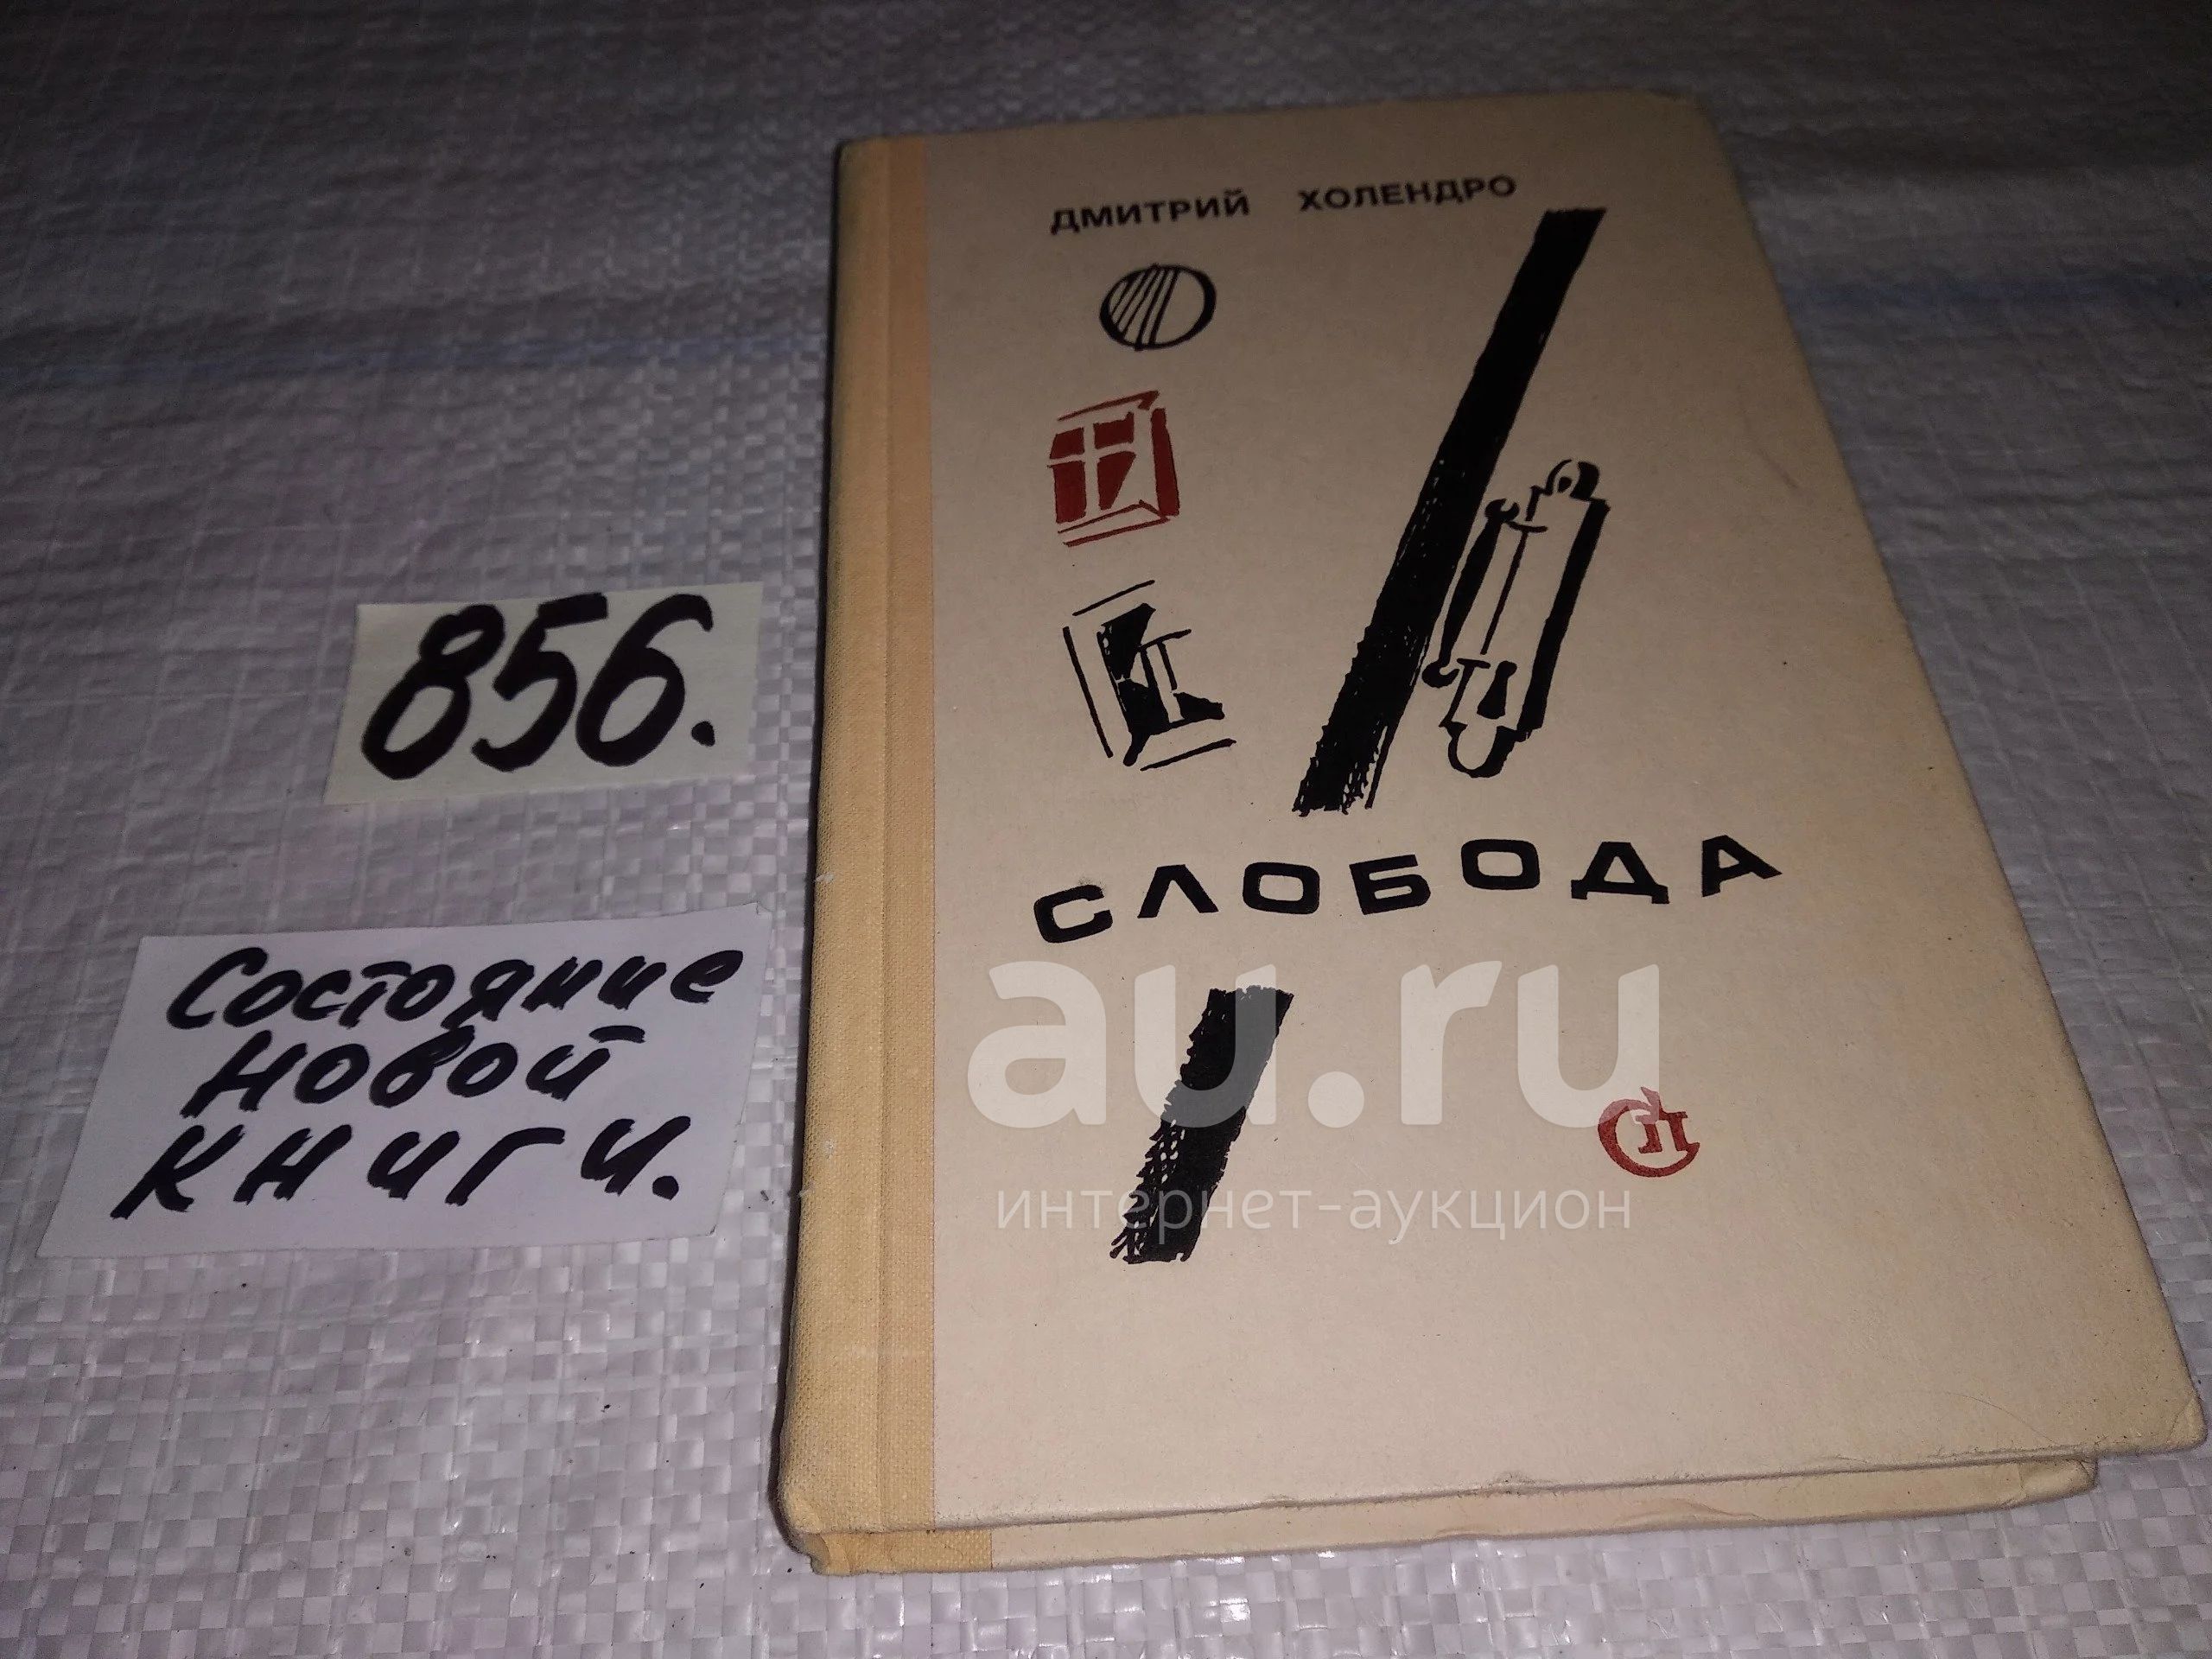 ДМИТРИЙ ХОЛЕНДРО
856.
СЛОБОДА
Состояние
новой
книги.
au.ru
интернет-аукцион